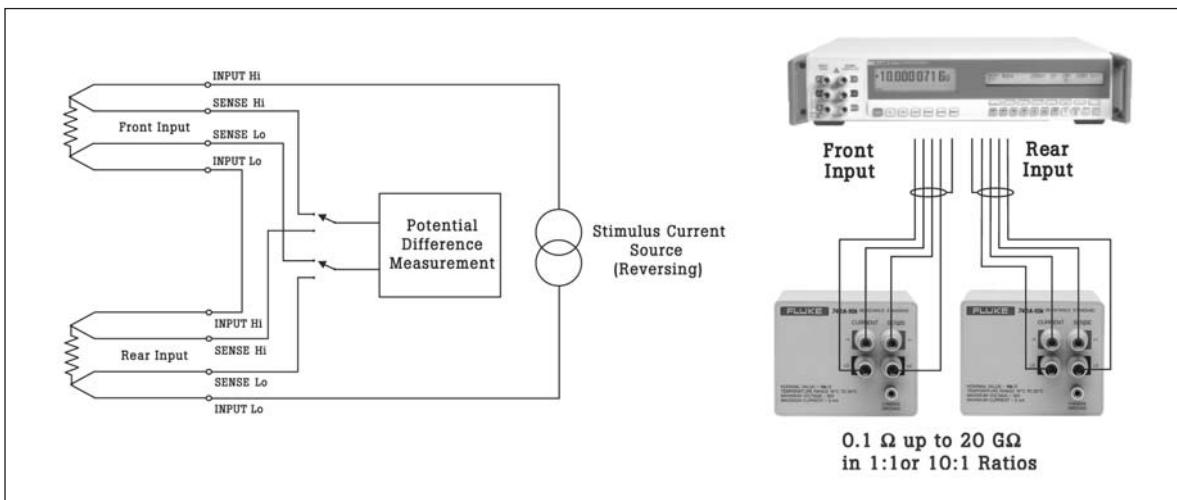 INPUT Hi
SENSE Hi
Front Input
SENSE Lo
INPUT Lo
Potential
Difference
Measurement
Stimulus Current
Source
(Reversing)
INPUT Hi
SENSE Hi
Rear Input
SENSE Lo
INPUT Lo
Front
Input
Rear
Input
FLUKE
CURRENT
SENSE
FLUKE
CURRENT
SENSE
0.1 Ω up to 20 GΩ
in 1:1or 10:1 Ratios